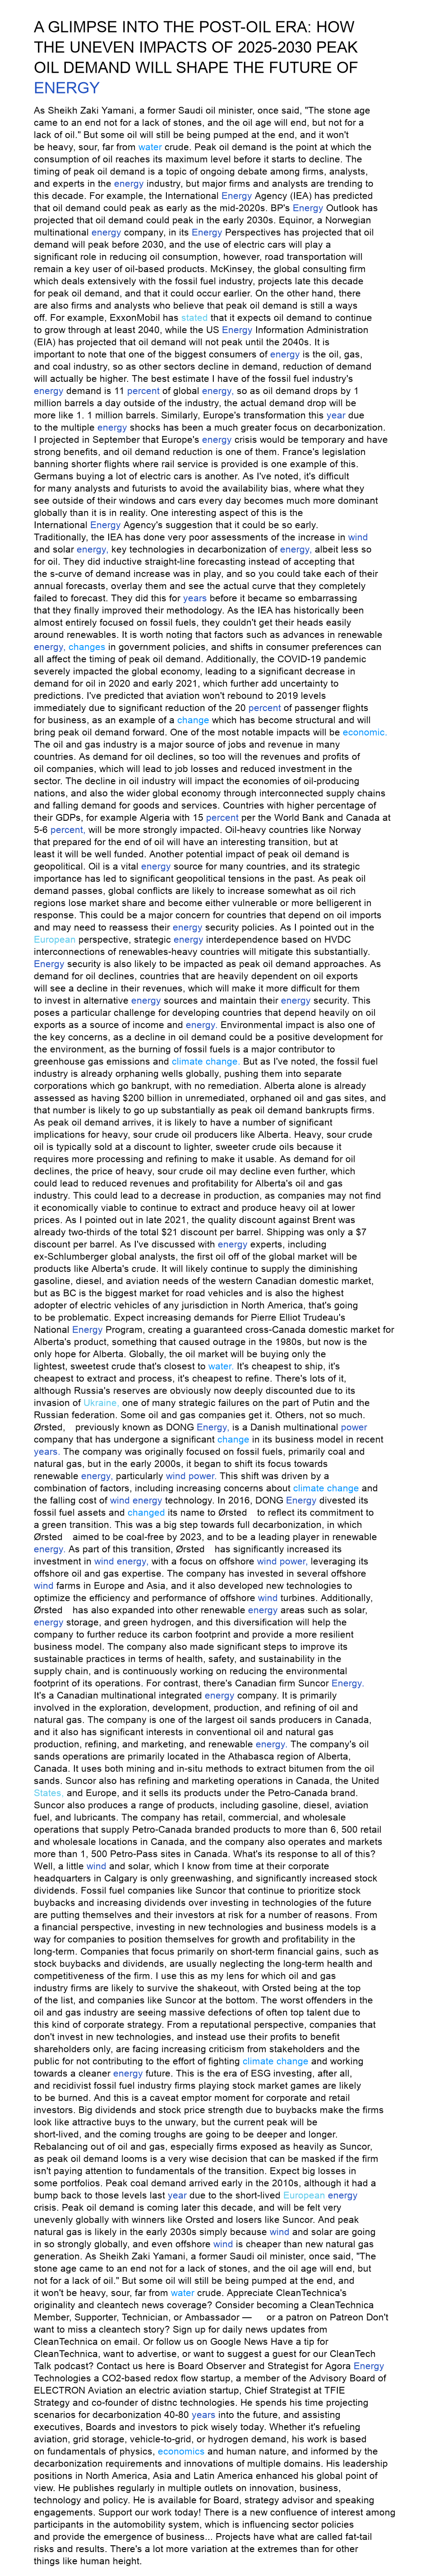 A GLIMPSE INTO THE POST-OIL ERA: HOW
THE UNEVEN IMPACTS OF 2025-2030 PEAK
OIL DEMAND WILL SHAPE THE FUTURE OF
ENERGY
As Sheikh Zaki Yamani, a former Saudi oil minister, once said, "The stone age
came to an end not for a lack of stones, and the oil age will end, but not for a
lack of oil." But some oil will still be being pumped at the end, and it won't
be heavy, sour, far from water crude. Peak oil demand is the point at which the
consumption of oil reaches its maximum level before it starts to decline. The
timing of peak oil demand is a topic of ongoing debate among firms, analysts,
and experts in the energy industry, but major firms and analysts are trending to
this decade. For example, the International Energy Agency (IEA) has predicted
that oil demand could peak as early as the mid-2020s. BP's Energy Outlook has
projected that oil demand could peak in the early 2030s. Equinor, a Norwegian
multinational energy company, in its Energy Perspectives has projected that oil
demand will peak before 2030, and the use of electric cars will play a
significant role in reducing oil consumption, however, road transportation will
remain a key user of oil-based products. McKinsey, the global consulting firm
which deals extensively with the fossil fuel industry, projects late this decade
for peak oil demand, and that it could occur earlier. On the other hand, there
are also firms and analysts who believe that peak oil demand is still a ways
off. For example, ExxonMobil has stated that it expects oil demand to continue
to grow through at least 2040, while the US Energy Information Administration
(EIA) has projected that oil demand will not peak until the 2040s. It is
important to note that one of the biggest consumers of energy is the oil, gas,
and coal industry, so as other sectors decline in demand, reduction of demand
will actually be higher. The best estimate I have of the fossil fuel industry's
energy demand is 11 percent of global energy, so as oil demand drops by 1
million barrels a day outside of the industry, the actual demand drop will be
more like 1. 1 million barrels. Similarly, Europe's transformation this year due
to the multiple energy shocks has been a much greater focus on decarbonization.
I projected in September that Europe's energy crisis would be temporary and have
strong benefits, and oil demand reduction is one of them. France's legislation
banning shorter flights where rail service is provided is one example of this.
Germans buying a lot of electric cars is another. As I've noted, it's difficult
for many analysts and futurists to avoid the availability bias, where what they
see outside of their windows and cars every day becomes much more dominant
globally than it is in reality. One interesting aspect of this is the
International Energy Agency's suggestion that it could be so early.
Traditionally, the IEA has done very poor assessments of the increase in wind
and solar energy, key technologies in decarbonization of energy, albeit less so
for oil. They did inductive straight-line forecasting instead of accepting that
the s-curve of demand increase was in play, and so you could take each of their
annual forecasts, overlay them and see the actual curve that they completely
failed to forecast. They did this for years before it became so embarrassing
that they finally improved their methodology. As the IEA has historically been
almost entirely focused on fossil fuels, they couldn't get their heads easily
around renewables. It is worth noting that factors such as advances in renewable
energy, changes in government policies, and shifts in consumer preferences can
all affect the timing of peak oil demand. Additionally, the COVID-19 pandemic
severely impacted the global economy, leading to a significant decrease in
demand for oil in 2020 and early 2021, which further add uncertainty to
predictions. I've predicted that aviation won't rebound to 2019 levels
immediately due to significant reduction of the 20 percent of passenger flights
for business, as an example of a change which has become structural and will
bring peak oil demand forward. One of the most notable impacts will be economic.
The oil and gas industry is a major source of jobs and revenue in many
countries. As demand for oil declines, so too will the revenues and profits of
oil companies, which will lead to job losses and reduced investment in the
sector. The decline in oil industry will impact the economies of oil-producing
nations, and also the wider global economy through interconnected supply chains
and falling demand for goods and services. Countries with higher percentage of
their GDPs, for example Algeria with 15 percent per the World Bank and Canada at
5-6 percent, will be more strongly impacted. Oil-heavy countries like Norway
that prepared for the end of oil will have an interesting transition, but at
least it will be well funded. Another potential impact of peak oil demand is
geopolitical. Oil is a vital energy source for many countries, and its strategic
importance has led to significant geopolitical tensions in the past. As peak oil
demand passes, global conflicts are likely to increase somewhat as oil rich
regions lose market share and become either vulnerable or more belligerent in
response. This could be a major concern for countries that depend on oil imports
and may need to reassess their energy security policies. As I pointed out in the
European perspective, strategic energy interdependence based on HVDC
interconnections of renewables-heavy countries will mitigate this substantially.
Energy security is also likely to be impacted as peak oil demand approaches. As
demand for oil declines, countries that are heavily dependent on oil exports
will see a decline in their revenues, which will make it more difficult for them
to invest in alternative energy sources and maintain their energy security. This
poses a particular challenge for developing countries that depend heavily on oil
exports as a source of income and energy. Environmental impact is also one of
the key concerns, as a decline in oil demand could be a positive development for
the environment, as the burning of fossil fuels is a major contributor to
greenhouse gas emissions and climate change. But as I've noted, the fossil fuel
industry is already orphaning wells globally, pushing them into separate
corporations which go bankrupt, with no remediation. Alberta alone is already
assessed as having $200 billion in unremediated, orphaned oil and gas sites, and
that number is likely to go up substantially as peak oil demand bankrupts firms.
As peak oil demand arrives, it is likely to have a number of significant
implications for heavy, sour crude oil producers like Alberta. Heavy, sour crude
oil is typically sold at a discount to lighter, sweeter crude oils because it
requires more processing and refining to make it usable. As demand for oil
declines, the price of heavy, sour crude oil may decline even further, which
could lead to reduced revenues and profitability for Alberta's oil and gas
industry. This could lead to a decrease in production, as companies may not find
it economically viable to continue to extract and produce heavy oil at lower
prices. As I pointed out in late 2021, the quality discount against Brent was
already two-thirds of the total $21 discount per barrel. Shipping was only a $7
discount per barrel. As I've discussed with energy experts, including
ex-Schlumberger global analysts, the first oil off of the global market will be
products like Alberta's crude. It will likely continue to supply the diminishing
gasoline, diesel, and aviation needs of the western Canadian domestic market,
but as BC is the biggest market for refined products and is also the highest
adopter of electric vehicles of any jurisdiction in North America, that's going
to be problematic. Expect increasing demands for Pierre Elliot Trudeau's
National Energy Program, creating a guaranteed cross-Canada domestic market for
Alberta's product, something that caused outrage in the 1980s, but now is the
only hope for Alberta. Globally, the oil market will be buying only the
lightest, sweetest crude that's closest to water. It's cheapest to ship, it's
cheapest to extract and process, it's cheapest to refine. There's lots of it,
although Russia's serves are obviously now deeply discounted due to its
invasion of Ukraine, one of many strategic failures on the part of Putin and the
Russian federation. Some oil and gas companies get it. Others, not so much.
Ørsted, previously known as DONG Energy, is a Danish multinational power
company that has undergone a significant change in its business model in recent
years. The company was originally focused on fossil fuels, primarily coal and
natural gas, but in the early 2000s, it began to shift its focus towards
renewable energy, particularly wind power. This shift was driven by a
combination of factors, including increasing concerns about climate change and
the falling cost of wind energy technology. In 2016, DONG Energy divested its
fossil fuel assets and changed its name to Ørsted to reflect its commitment to
a green transition. This was a big step towards full decarbonization, in which
Ørsted aimed to be coal-free by 2023, and to be a leading player in renewable
energy. As part of this transition, Ørsted has significantly increased its
investment in wind energy, with a focus on offshore wind power, leveraging its
offshore oil and gas expertise. The company has invested in several offshore
wind farms in Europe and Asia, and it also developed new technologies to
optimize the efficiency and performance of offshore wind turbines. Additionally,
Ørsted has also expanded into other renewable energy areas such as solar,
energy storage, and green hydrogen, and this diversification will help the
company to further reduce its carbon footprint and provide a more resilient
business model. The company also made significant steps to improve its
sustainable practices in terms of health, safety, and sustainability in the
supply chain, and is continuously working on reducing the environmental
footprint of its operations. For contrast, there's Canadian firm Suncor Energy.
It's a Canadian multinational integrated energy company. It is primarily
involved in the exploration, development, production, and refining of oil and
natural gas. The company is one of the largest oil sands producers in Canada,
and it also has significant interests in conventional oil and natural gas
production, refining, and marketing, and renewable energy. The company's oil
sands operations are primarily located in the Athabasca region of Alberta,
Canada. It uses both mining and in-situ methods to extract bitumen from the oil
sands. Suncor also has refining and marketing operations in Canada, the United
States, and Europe, and it sells its products under the Petro-Canada brand.
Suncor also produces a range of products, including gasoline, diesel, aviation
fuel, and lubricants. The company has retail, commercial, and wholesale
operations that supply Petro-Canada branded products to more than 6, 500 retail
and wholesale locations in Canada, and the company also operates and markets
more than 1, 500 Petro-Pass sites in Canada. What's its response to all of this?
Well, a little wind and solar, which I know from time at their corporate
headquarters in Calgary is only greenwashing, and significantly increased stock
dividends. Fossil fuel companies like Suncor that continue to prioritize stock
buybacks and increasing dividends over investing in technologies of the future
are putting themselves and their investors at risk for a number of reasons. From
a financial perspective, investing in new technologies and business models is a
way for companies to position themselves for growth and profitability in the
long-term. Companies that focus primarily on short-term financial gains, such as
stock buybacks and dividends, are usually neglecting the long-term health and
competitiveness of the firm. I use this as my lens for which oil and gas
industry firms are likely to survive the shakeout, with Orsted being at the top
of the list, and companies like Suncor at the bottom. The worst offenders in the
oil and gas industry are seeing massive defections of often top talent due to
this kind of corporate strategy. From a reputational perspective, companies that
don't invest in new technologies, and instead use their profits to benefit
shareholders only, are facing increasing criticism from stakeholders and the
public for not contributing to the effort of fighting climate change and working
towards a cleaner energy future. This is the era of ESG investing, after all,
and recidivist fossil fuel industry firms playing stock market games are likely
to be burned. And this is a caveat emptor moment for corporate and retail
investors. Big dividends and stock price strength due to buybacks make the firms
look like attractive buys to the unwary, but the current peak will be
short-lived, and the coming troughs are going to be deeper and longer.
Rebalancing out of oil and gas, especially firms exposed as heavily as Suncor,
as peak oil demand looms is a very wise decision that can be masked if the firm
isn't paying attention to fundamentals of the transition. Expect big losses in
some portfolios. Peak coal demand arrived early in the 2010s, although it had a
bump back to those levels last year due to the short-lived European energy
crisis. Peak oil demand is coming later this decade, and will be felt very
unevenly globally with winners like Orsted and losers like Suncor. And peak
natural gas is likely in the early 2030s simply because wind and solar are going
in so strongly globally, and even offshore wind is cheaper than new natural gas
generation. As Sheikh Zaki Yamani, a former Saudi oil minister, once said, "The
stone age came to an end not for a lack of stones, and the oil age will end, but
not for a lack of oil." But some oil will still be being pumped at the end, and
it won't be heavy, sour, far from water crude. Appreciate CleanTechnica's
originality and cleantech news coverage? Consider becoming a CleanTechnica
Member, Supporter, Technician, or Ambassador — or a patron on Patreon Don't
want to miss a cleantech story? Sign up for daily news updates from
CleanTechnica on email. Or follow us on Google News Have a tip for
CleanTechnica, want to advertise, or want to suggest a guest for our CleanTech
Talk podcast? Contact us here is Board Observer and Strategist for Agora Energy
Technologies a CO2-based redox flow startup, a member of the Advisory Board of
ELECTRON Aviation an electric aviation startup, Chief Strategist at TFIE
Strategy and co-founder of distnc technologies. He spends his time projecting
scenarios for decarbonization 40-80 years into the future, and assisting
executives, Boards and investors to pick wisely today. Whether it's refueling
aviation, grid storage, vehicle-to-grid, or hydrogen demand, his work is based
on fundamentals of physics, economics and human nature, and informed by the
decarbonization requirements and innovations of multiple domains. His leadership
positions in North America, Asia and Latin America enhanced his global point of
view. He publishes regularly in multiple outlets on innovation, business,
technology and policy. He is available for Board, strategy advisor and speaking
engagements. Support our work today! There is a new confluence of interest among
participants in the automobility system, which is influencing sector policies
and provide the emergence of business... Projects have what are called fat-tail
risks and results. There's a lot more variation at the extremes than for other
things like human height.